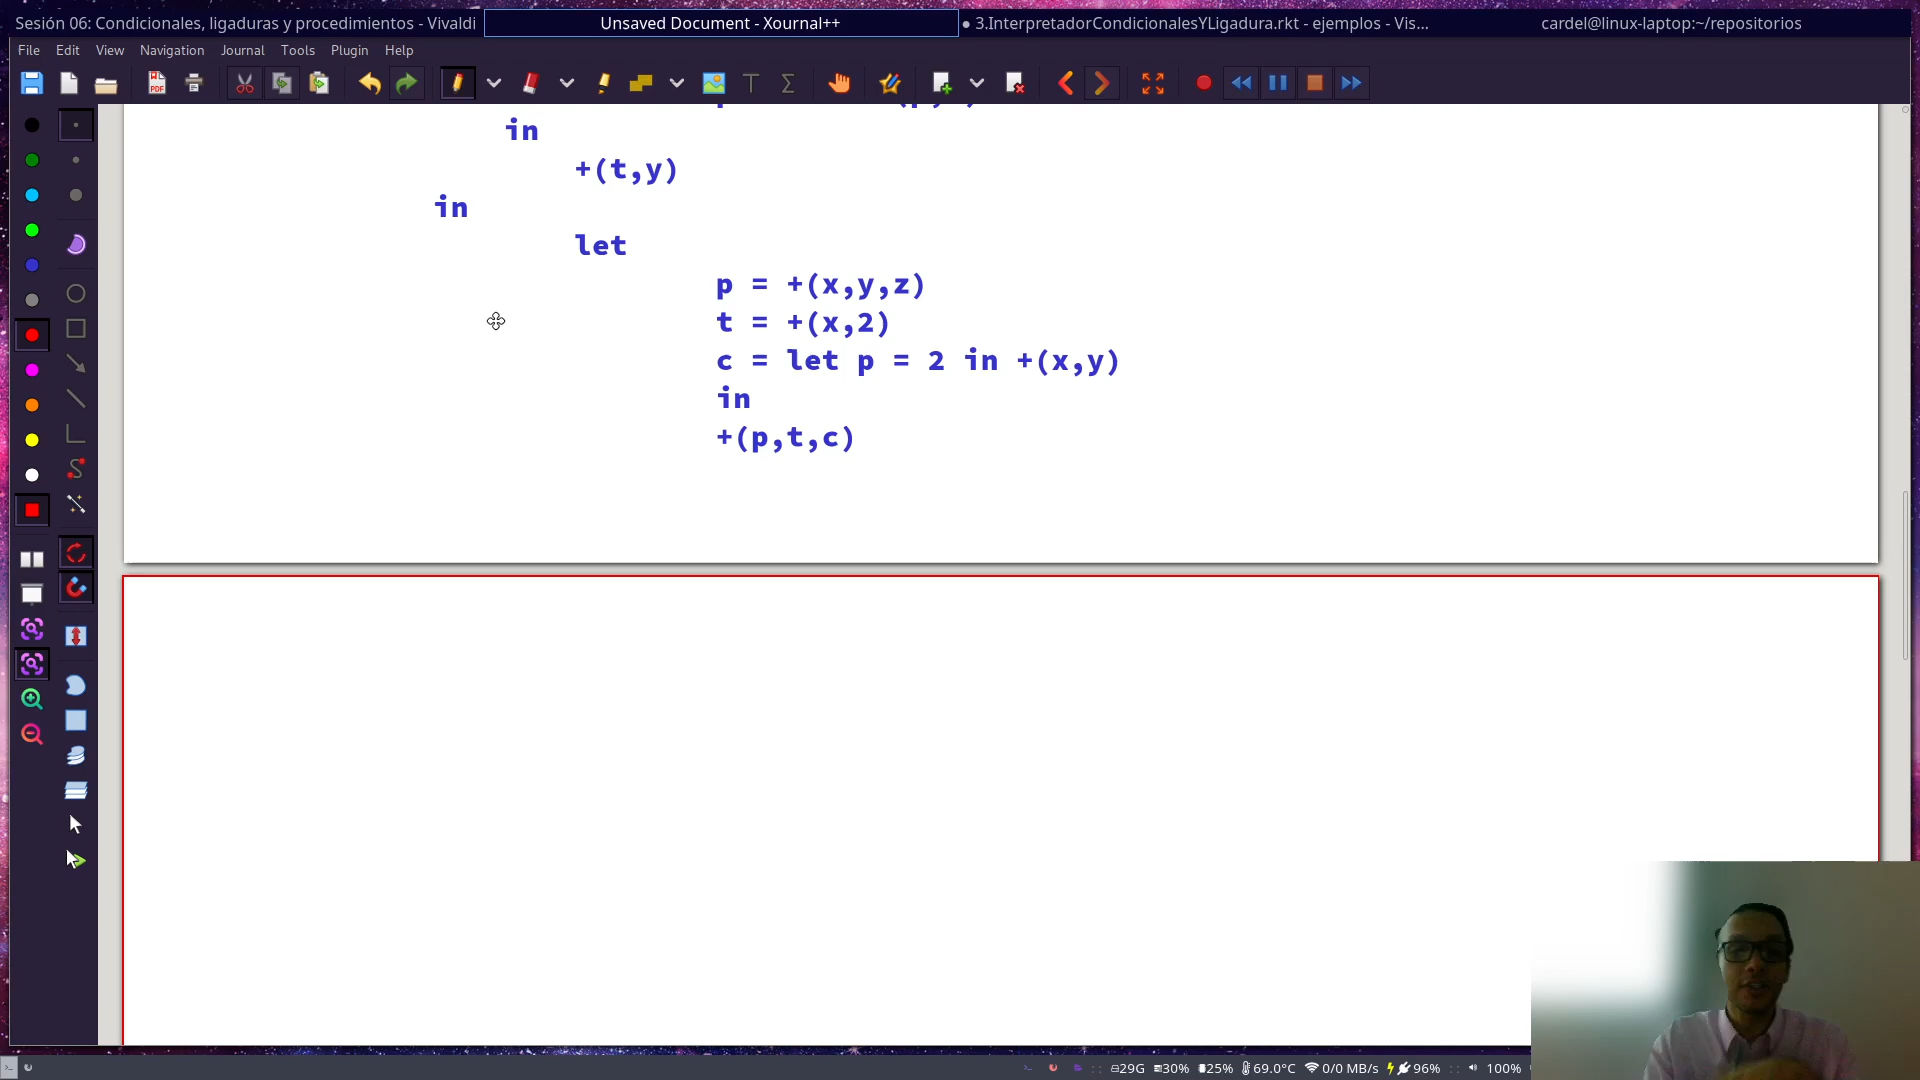 Sesión 06: Condicionales, ligaduras y procedimientos - Vivaldi
Unsaved Document - Xournal++
● 3.InterpretadorCondicionalesYLigadura.rkt - ejemplos - Vis...
cardel@linux-laptop:~/repositorios
File Edit View Navigation Journal Tools Plugin Help
in
+(t,y)
in
let
p = +(x,y,z)
t = +(x,2)
c = let p = 2 in +(x,y)
in
+(p,t,c)
29G 30% 25% 69.0°C 0/0 MB/s 96% 100%